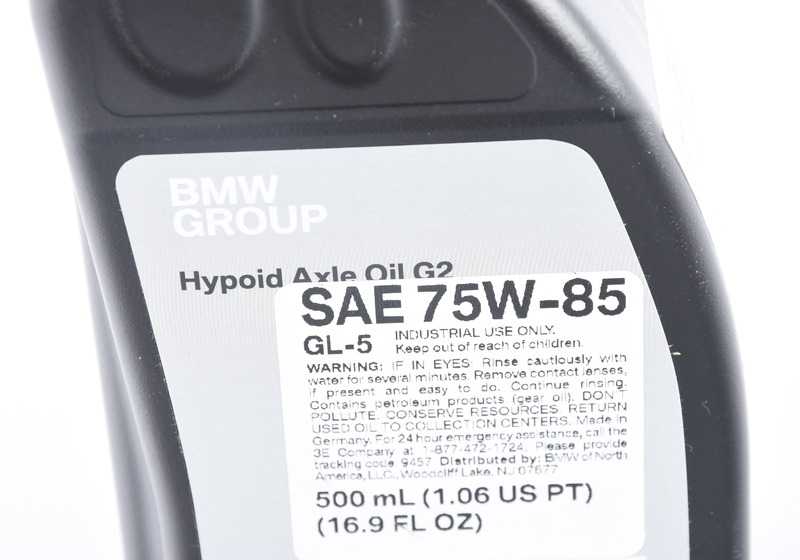 BMW
GROUP
Hypoid Axle Oil G2
SAE 75W-85
GL-5
INDUSTRIAL USE ONLY.
Keep out of reach of children.
WARNING: IF IN EYES: Rinse cautiously with
water for several minutes. Remove contact lenses,
if present and easy to do. Continue rinsing.
Contains petroleum products (gear oil). DON'T
POLLUTE. CONSERVE RESOURCES. RETURN
USED OIL TO COLLECTION CENTERS. Made in
Germany. For 24 hour emergency assistance, call the
3E Company at 1-877-472-1724. Please provide
tracking code 9457 Distributed by: BMW of North
America, LLC., Woodcliff Lake, NJ 07677
500 mL (1.06 US PT)
(16.9 FL OZ)